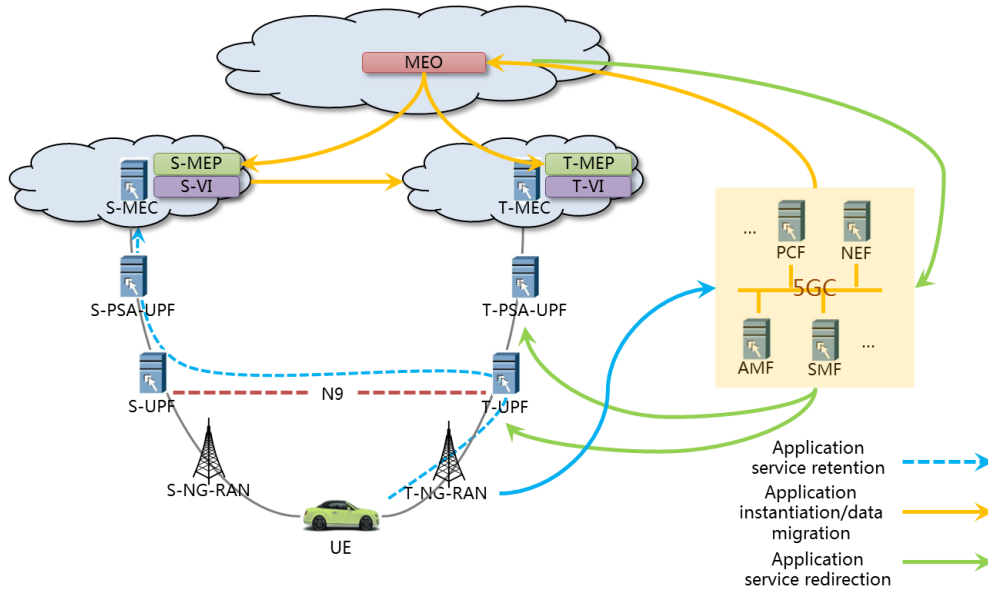 MEO
S-MEP
S-VI
S-MEC
T-MEP
T-VI
T-MEC
...
PCF
NEF
5GC
AMF
SMF
...
S-PSA-UPF
T-PSA-UPF
S-UPF
N9
T-UPF
S-NG-RAN
T-NG-RAN
UE
Application
service retention
Application
instantiation/data
migration
Application
service redirection